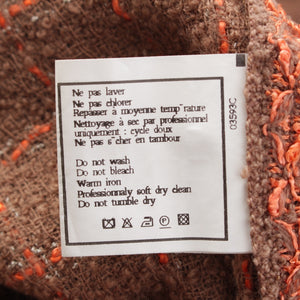 Ne pas laver
Ne pas chlorer
Repasser à moyenne temp¨rature
Nettoyage à sec par professionnel
uniquement : cycle doux
Ne pas s¨cher en tambour
Do not wash
Do not bleach
Warm iron
Professionnaly soft dry clean
Do not tumble dry
03593C